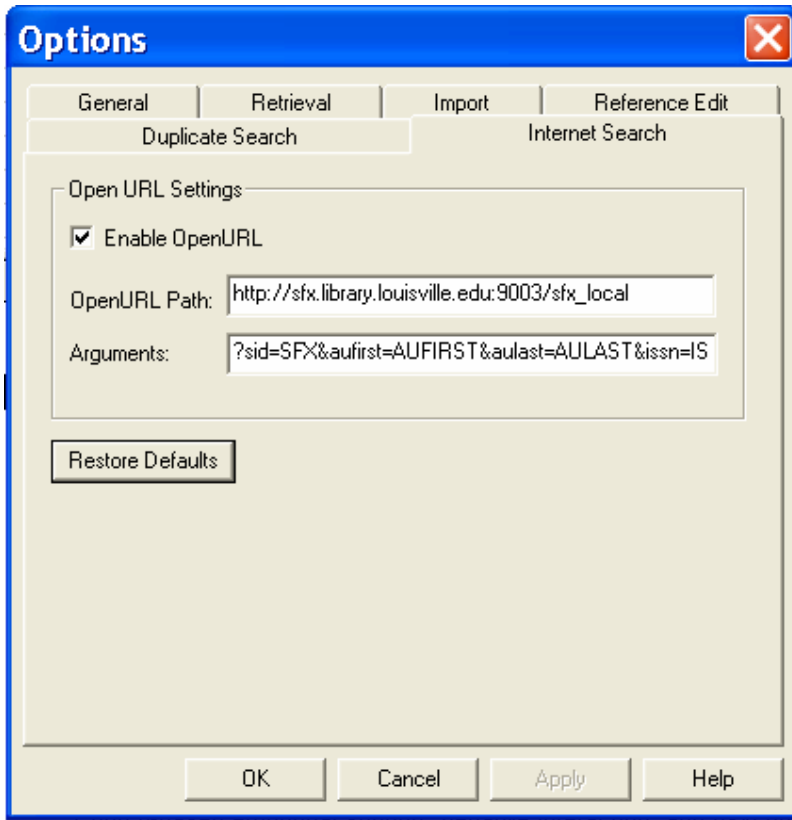 Options
General Retrieval Import Reference Edit
Duplicate Search Internet Search
Open URL Settings
Enable OpenURL
OpenURL Path: http://sfx.library.louisville.edu:9003/sfx_local
Arguments: ?sid=SFX&aufirst=AUFIRST&aulast=AULAST&issn=IS
Restore Defaults
OK Cancel Apply Help